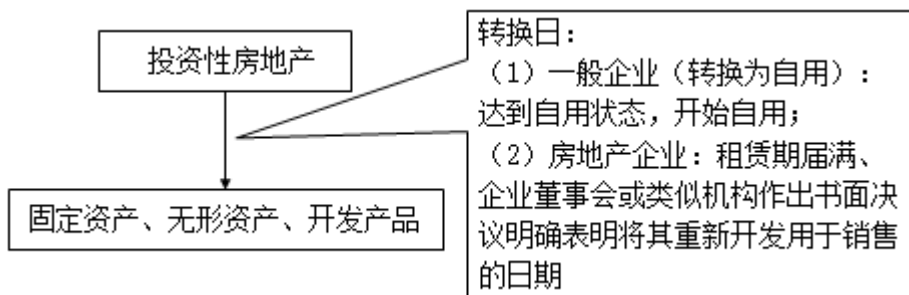 投资性房地产
转换日：
（1）一般企业（转换为自用）：
达到自用状态，开始自用；
（2）房地产企业：租赁期届满、
企业董事会或类似机构作出书面决
议明确表明将其重新开发用于销售
的日期
固定资产、无形资产、开发产品